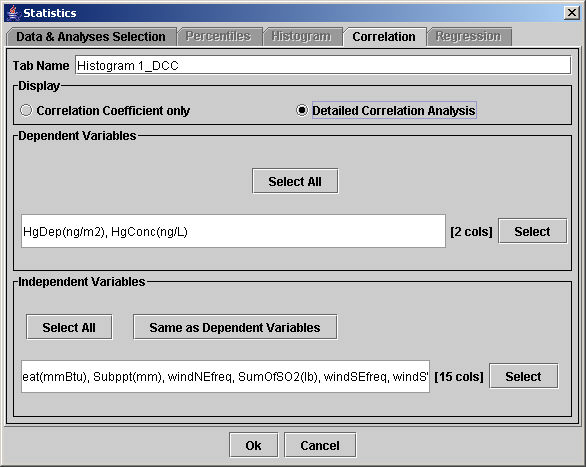 Statistics
Data & Analyses Selection Percentiles Histogram Correlation Regression
Tab Name Histogram 1_DCC
Display
Correlation Coefficient only Detailed Correlation Analysis
Dependent Variables
Select All
HgDep(ng/m2), HgConc(ng/L) [2 cols] Select
Independent Variables
Select All Same as Dependent Variables
eat(mmBtu), Subppt(mm), windNEfreq, SumOfSO2(lb), windSEfreq, windS [15 cols] Select
Ok Cancel